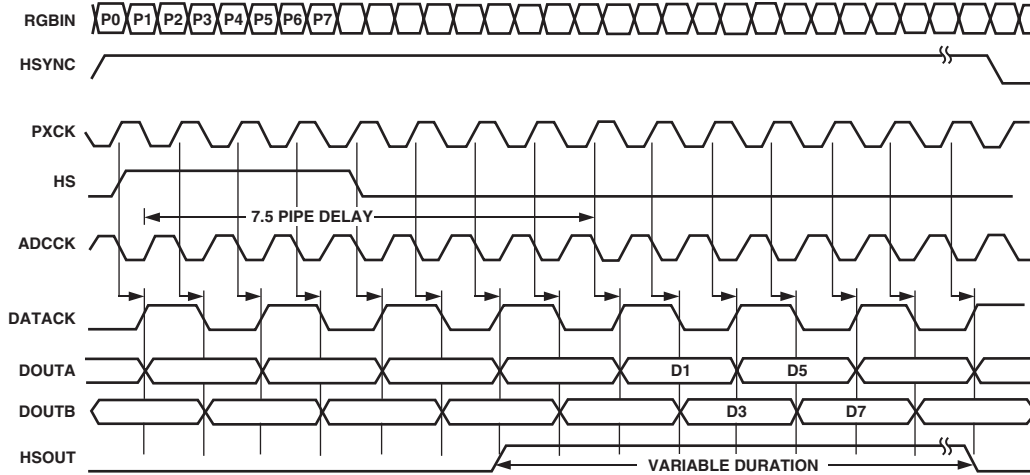 RGBIN P0 P1 P2 P3 P4 P5 P6 P7
HSYNC
PXCK
HS
7.5 PIPE DELAY
ADCCK
DATACK
DOUTA D1 D5
DOUTB D3 D7
HSOUT VARIABLE DURATION